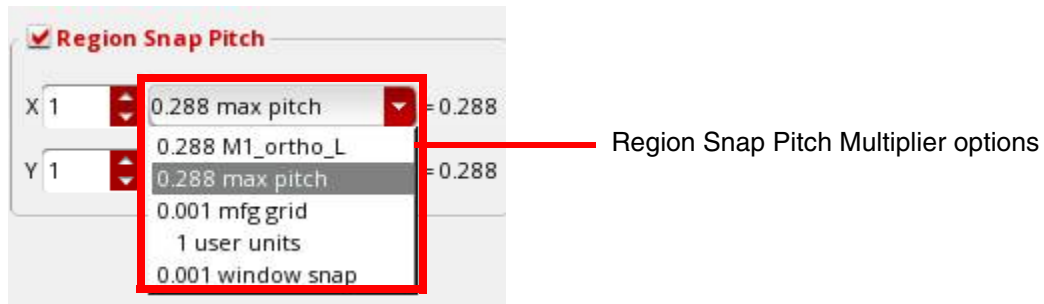 Region Snap Pitch
X 1 0.288 max pitch = 0.288
0.288 M1_ortho_L
Region Snap Pitch Multiplier options
Y 1 0.288 max pitch = 0.288
0.001 mfg grid
1 user units
0.001 window snap